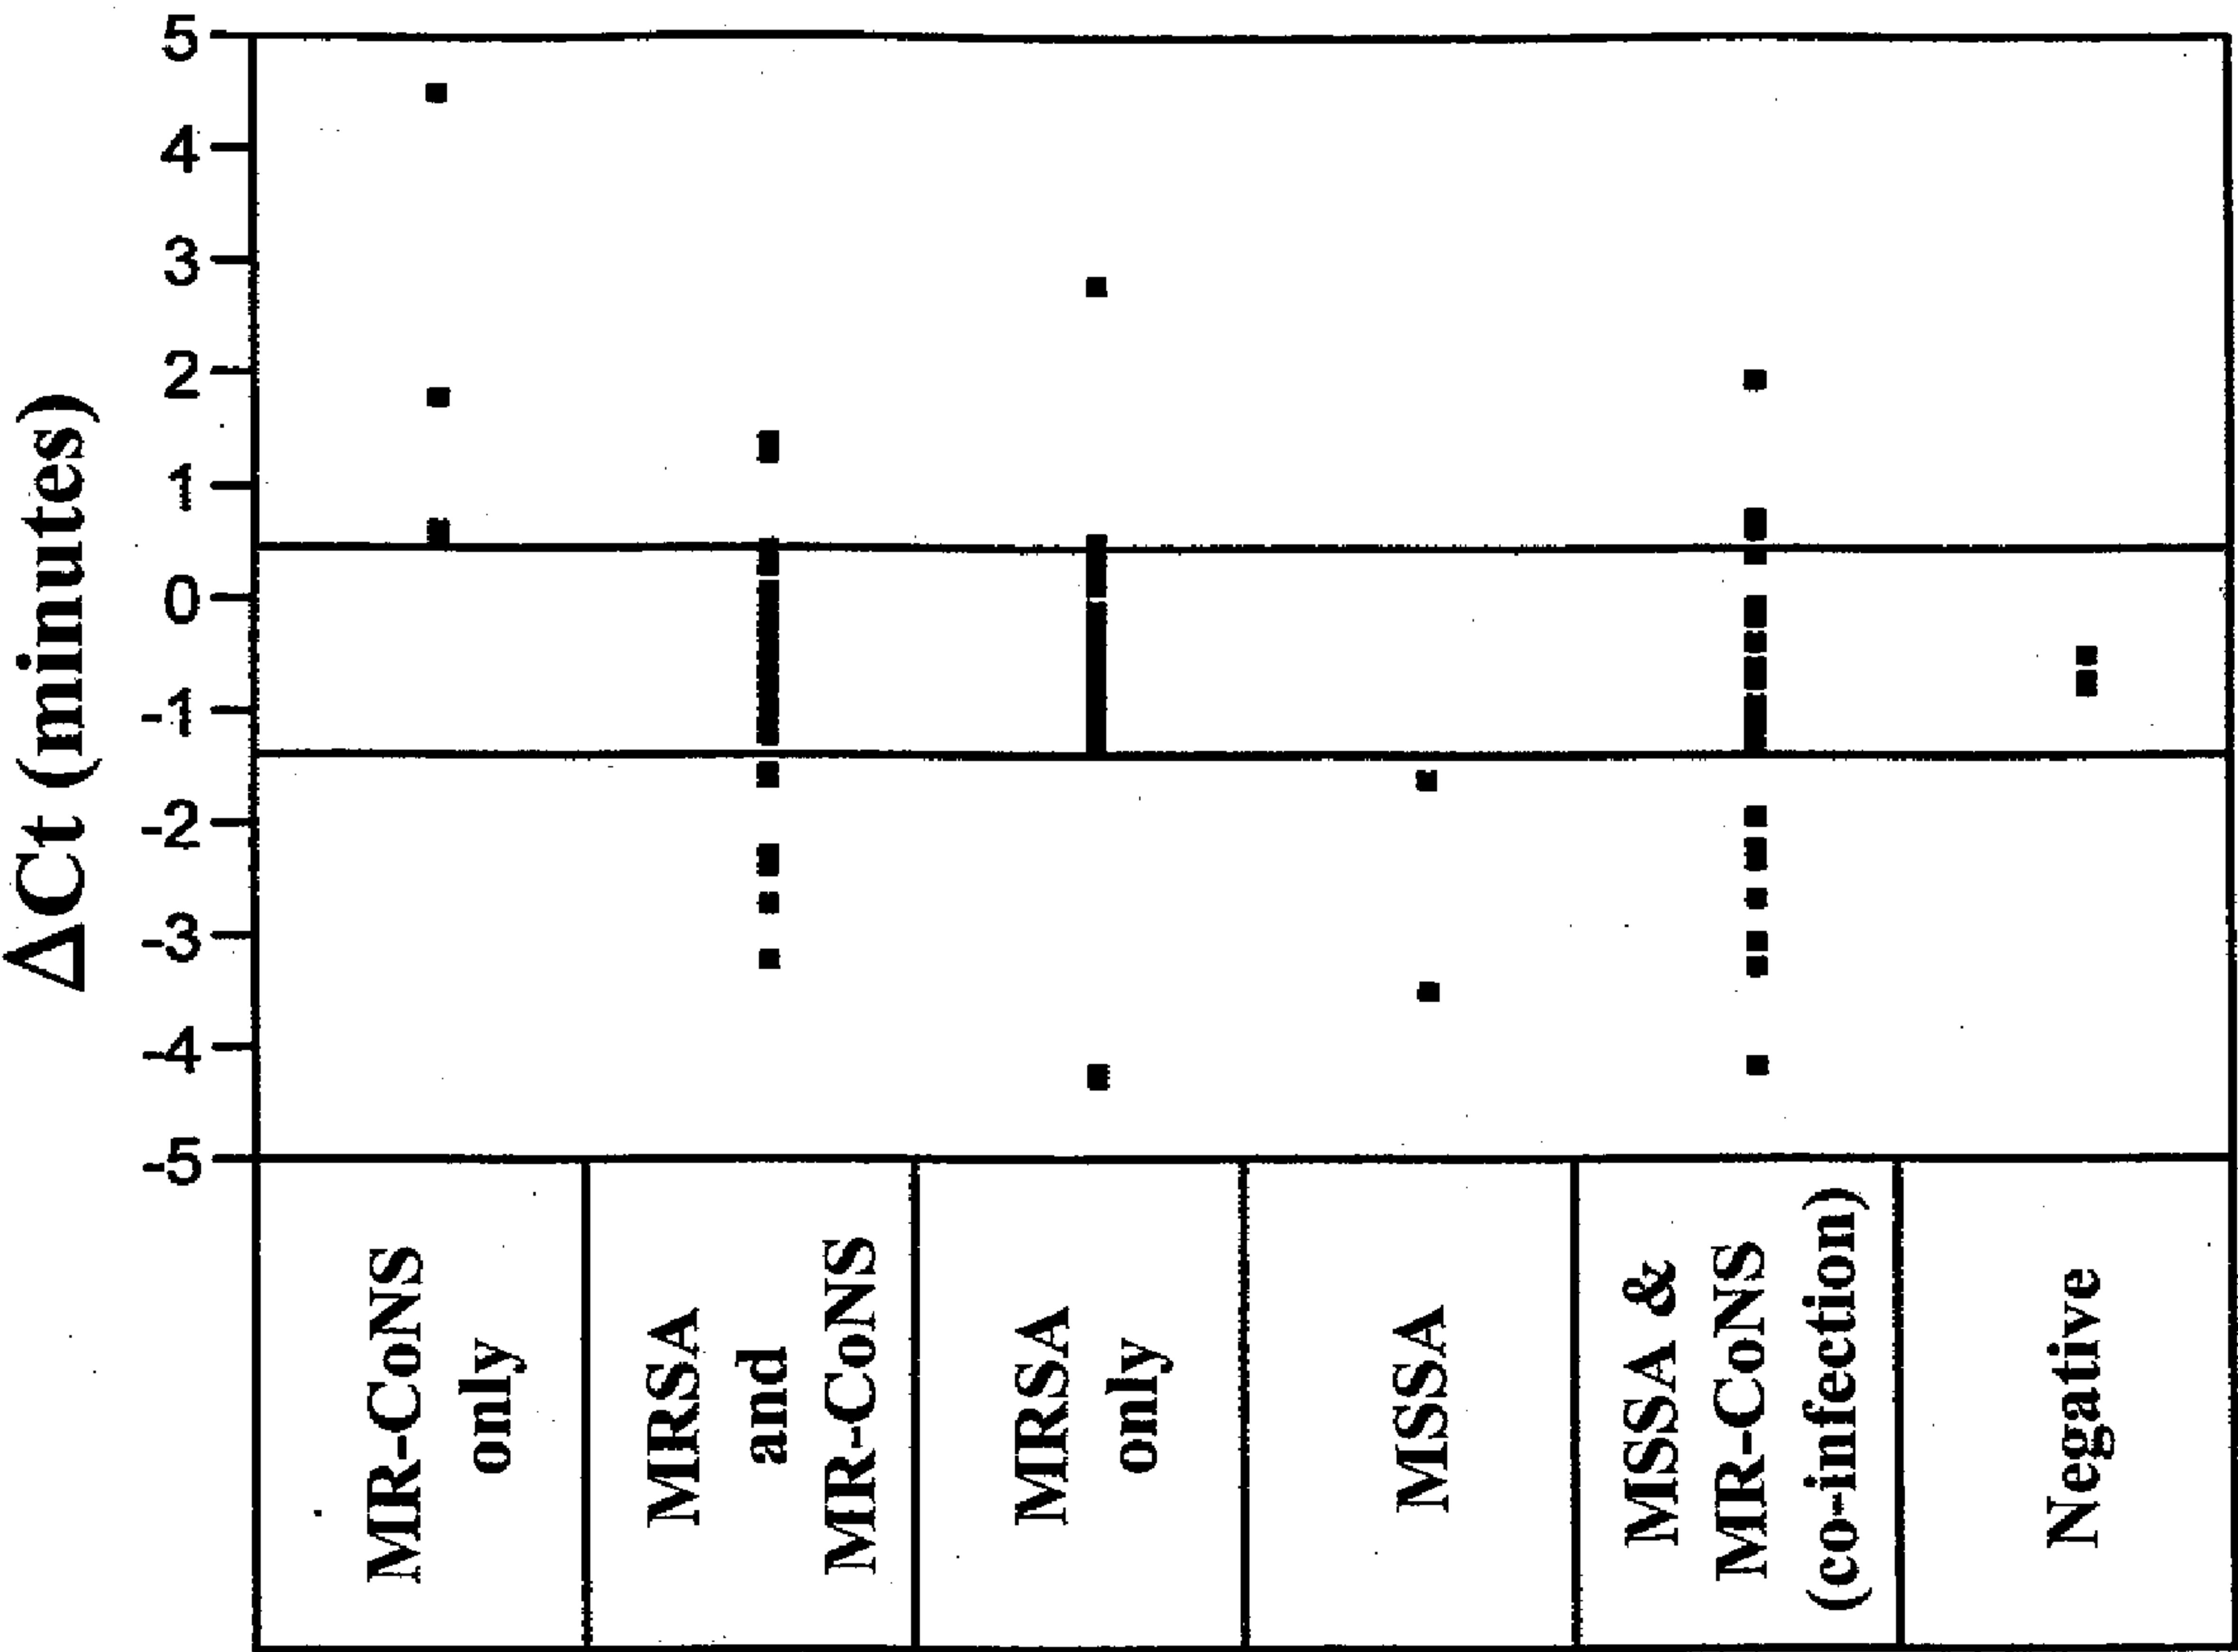 ΔCt (minutes)
5
4
3
2
1
0
-1
-2
-3
-4
-5
MR-CoNS
only
MRSA
and
MR-CoNS
MRSA
only
MSSA
MSSA &
MR-CoNS
(co-infection)
Negative